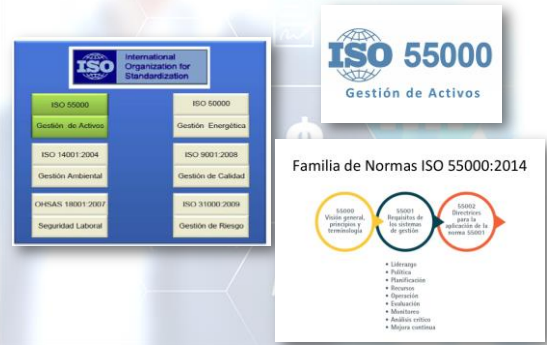 ISO
International
Organization for
Standardization
ISO 55000
Gestión de Activos
ISO 50000
Gestión Energética
ISO 14001:2004
Gestión Ambiental
ISO 9001:2008
Gestión de Calidad
OHSAS 18001:2007
Seguridad Laboral
ISO 31000:2009
Gestión de Riesgo
ISO 55000
Gestión de Activos
Familia de Normas ISO 55000:2014
55000
Visión general,
principios y
terminología
55001
Requisitos de
los sistemas
de gestión
55002
Directrices
para la
aplicación de la
norma 55001
• Liderazgo
• Política
• Planificación
• Recursos
• Operación
• Evaluación
• Monitoreo
• Análisis crítico
• Mejora continua